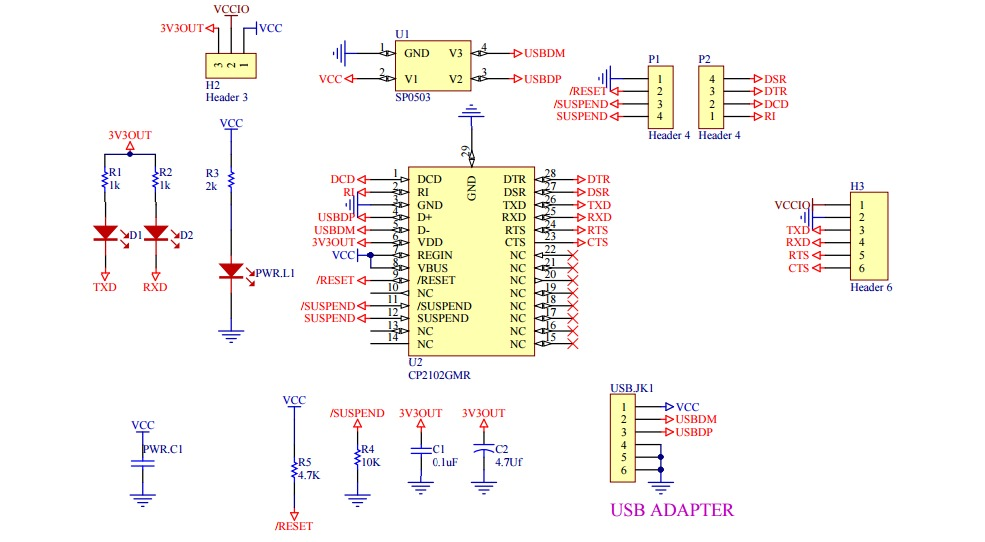 VCCIO
3V3OUT
VCC
3 2 1
H2
Header 3
U1
1 GND V3 4 USBDM
VCC 2 V1 V2 3 USBDP
SP0503
P1
1
/RESET 2
/SUSPEND 3
SUSPEND 4
Header 4
P2
4 DSR
3 DTR
2 DCD
1 RI
Header 4
3V3OUT
R1
1k
R2
1k
D1
D2
TXD
RXD
VCC
R3
2k
PWR.L1
29
GND
DCD 1 DCD DTR 28 DTR
RI 2 RI DSR 27 DSR
3 GND TXD 26 TXD
USBDP 4 D+ RXD 25 RXD
USBDM 5 D- RTS 24 RTS
3V3OUT 6 VDD CTS 23 CTS
VCC 7 REGIN NC 22
8 VBUS NC 21
/RESET 9 /RESET NC 20
10 NC NC 19
/SUSPEND 11 /SUSPEND NC 18
SUSPEND 12 SUSPEND NC 17
13 NC NC 16
14 NC NC 15
U2
CP2102GMR
H3
VCCIO 1
2
TXD 3
RXD 4
RTS 5
CTS 6
Header 6
VCC
PWR.C1
VCC
R5
4.7K
/RESET
/SUSPEND
R4
10K
3V3OUT
C1
0.1uF
3V3OUT
C2
4.7Uf
USB.JK1
1 VCC
2 USBDM
3 USBDP
4
5
6
USB ADAPTER